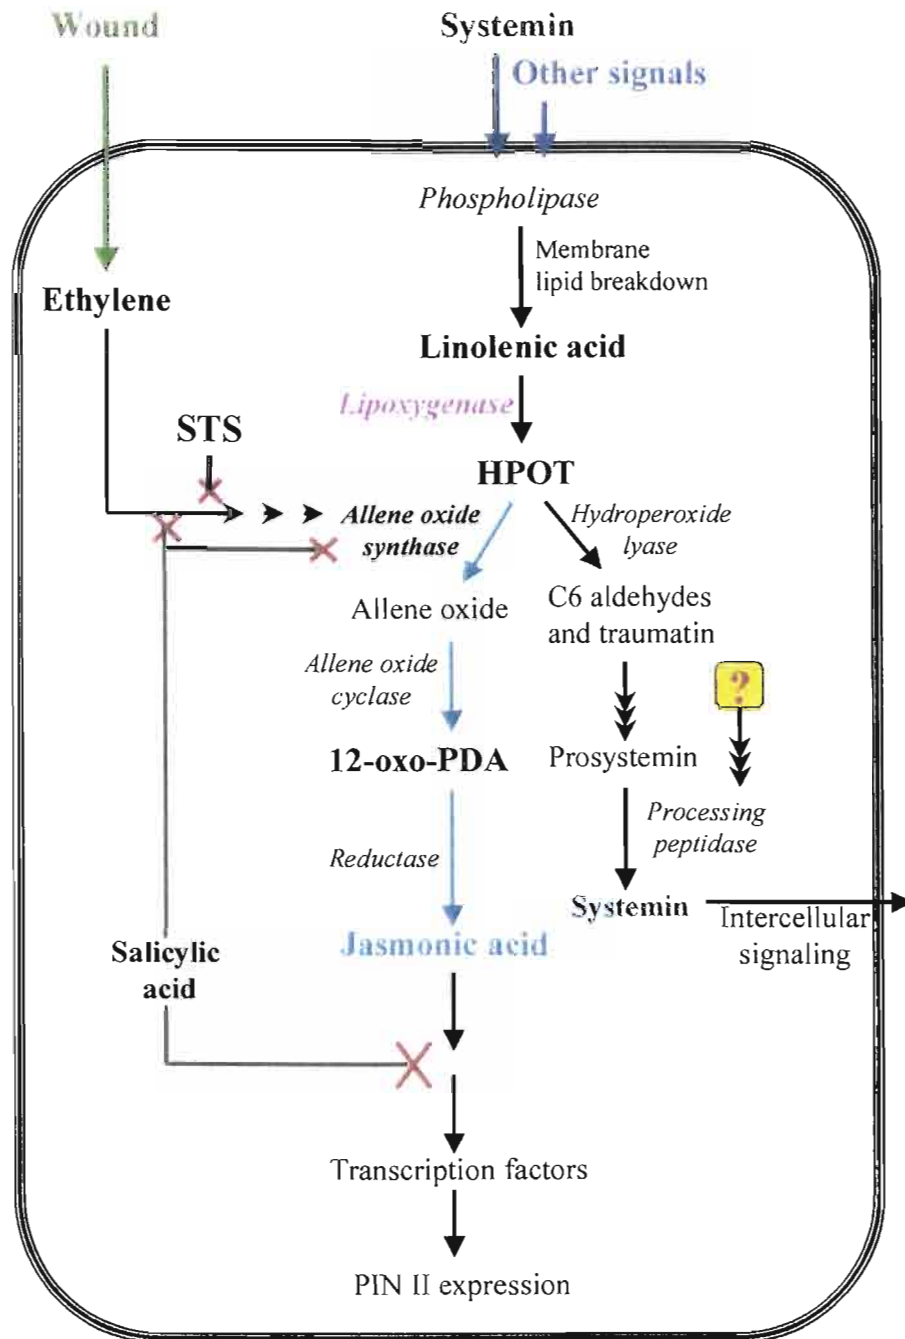 Wound
Systemin
Other signals
Phospholipase
Membrane
lipid breakdown
Ethylene
Linolenic acid
Lipoxygenase
STS
HPOT
Allene oxide
synthase
Hydroperoxide
lyase
Allene oxide
C6 aldehydes
and traumatin
Allene oxide
cyclase
?
12-oxo-PDA
Prosystemin
Processing
peptidase
Reductase
Systemin
Intercellular
signaling
Jasmonic acid
Salicylic
acid
Transcription factors
PIN II expression